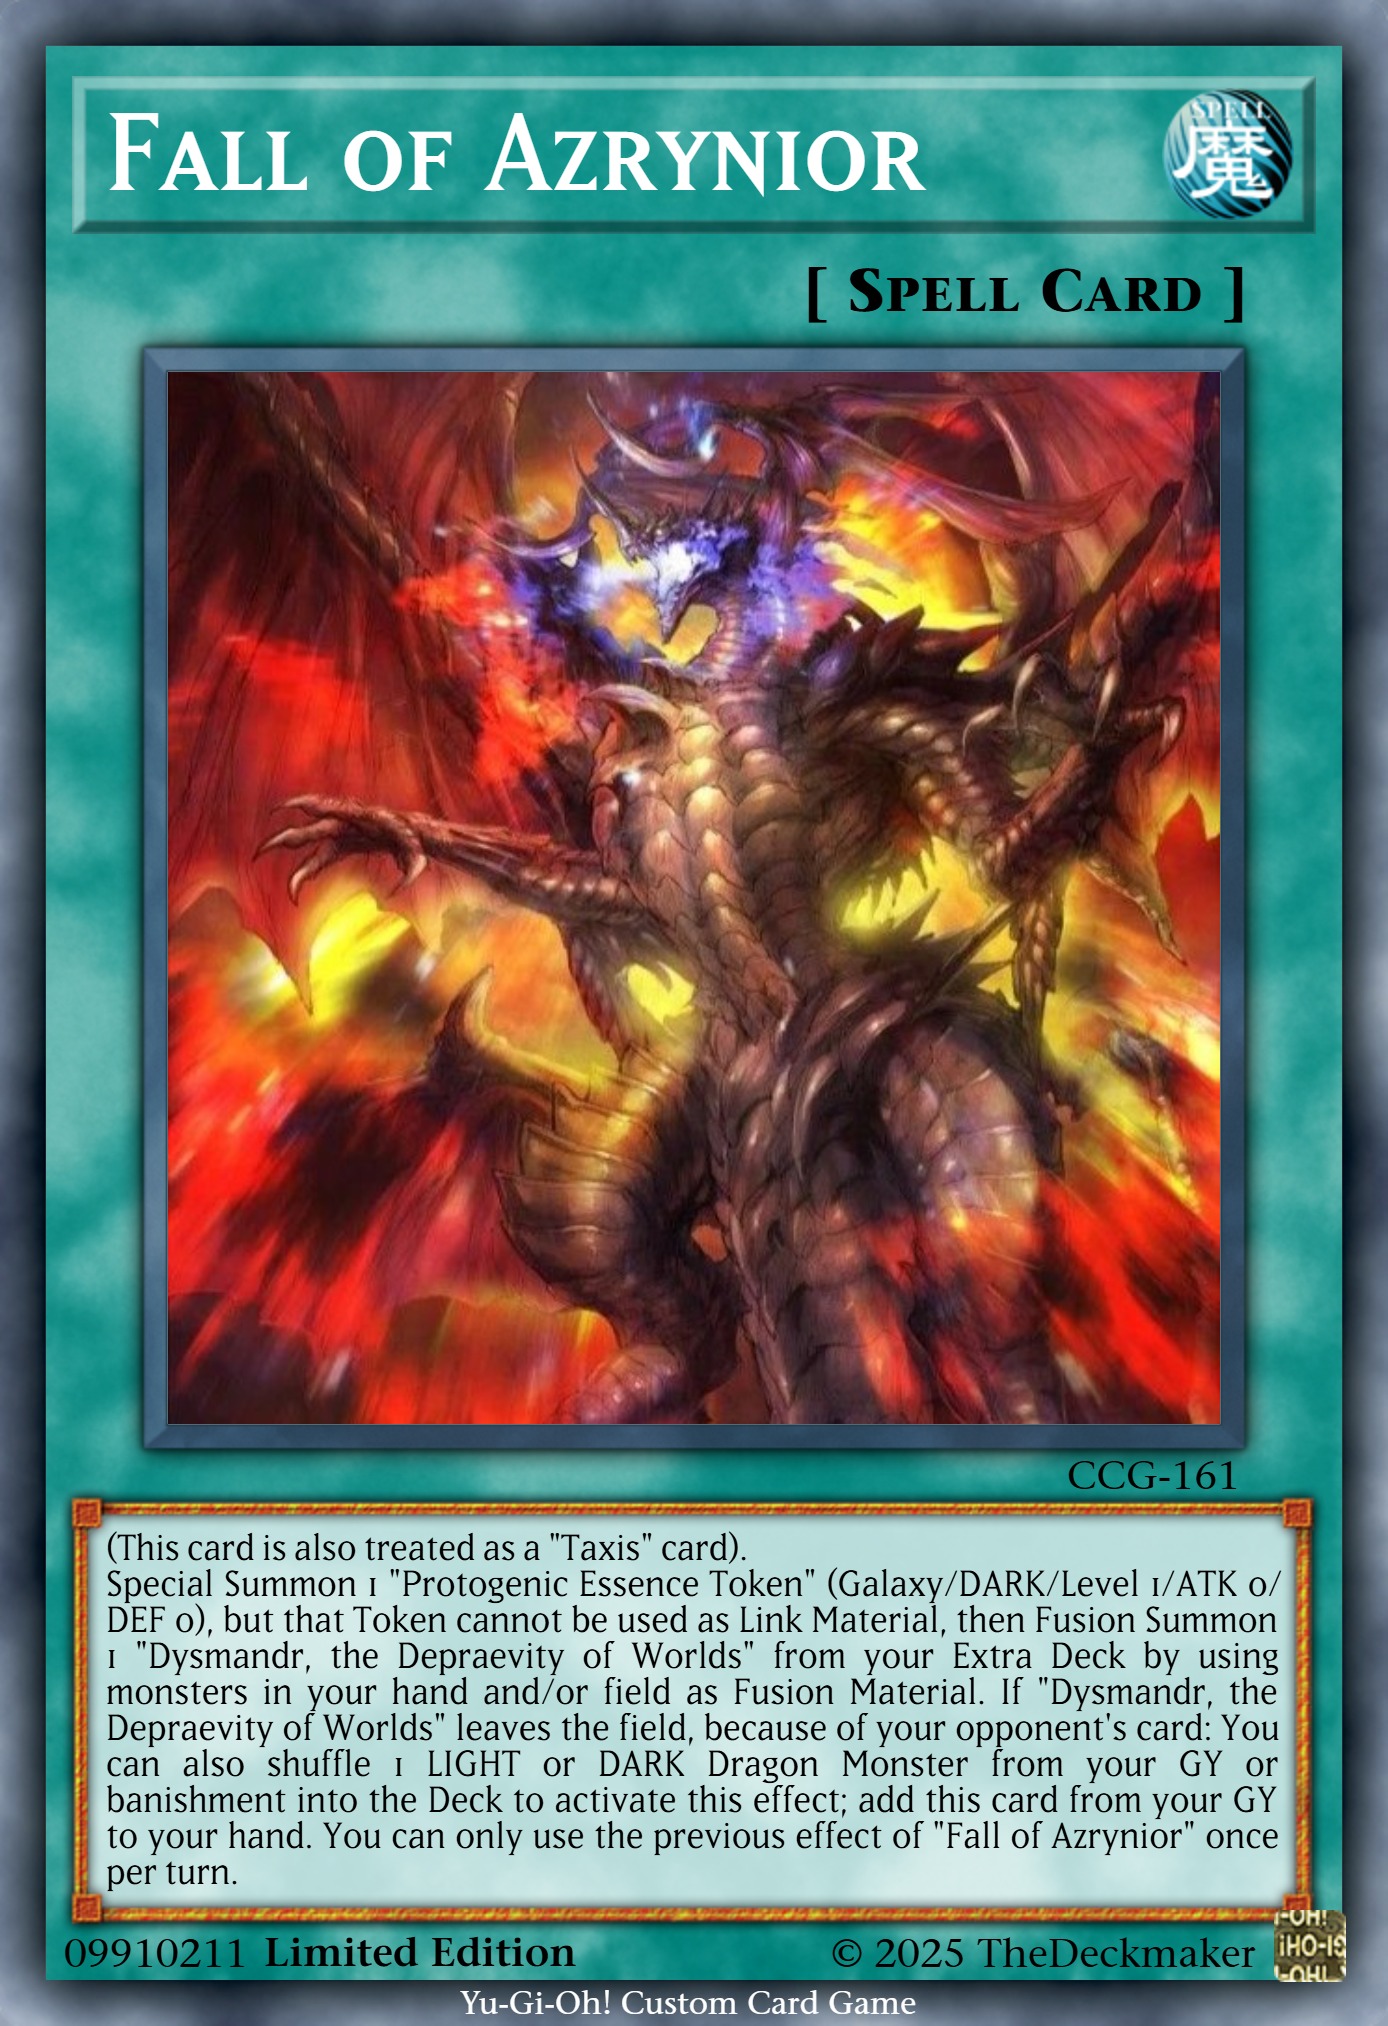 Fall of Azrynior
SPELL
魔
[ Spell Card ]
CCG-161
(This card is also treated as a "Taxis" card).
Special Summon 1 "Protogenic Essence Token" (Galaxy/DARK/Level 1/ATK 0/
DEF 0), but that Token cannot be used as Link Material, then Fusion Summon
1 "Dysmandr, the Depraevity of Worlds" from your Extra Deck by using
monsters in your hand and/or field as Fusion Material. If "Dysmandr, the
Depraevity of Worlds" leaves the field, because of your opponent's card: You
can also shuffle 1 LIGHT or DARK Dragon Monster from your GY or
banishment into the Deck to activate this effect; add this card from your GY
to your hand. You can only use the previous effect of "Fall of Azrynior" once
per turn.
09910211 Limited Edition
© 2025 TheDeckmaker
Yu-Gi-Oh! Custom Card Game